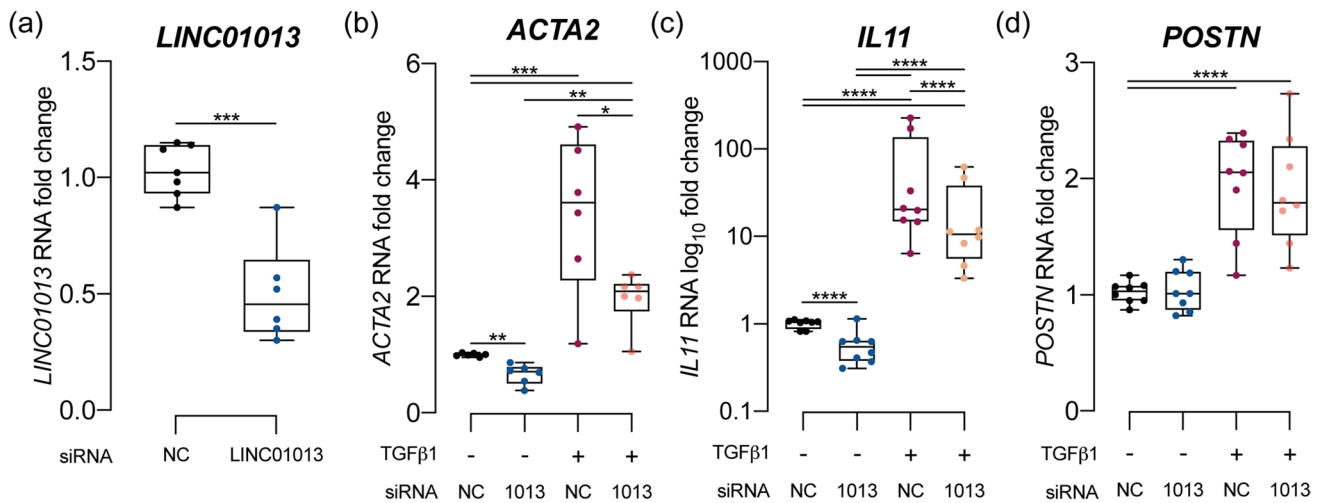 (a)
LINC01013
LINC01013 RNA fold change
1.5
1.0
0.5
0.0
***
siRNA NC LINC01013
(b)
ACTA2
ACTA2 RNA fold change
6
4
2
0
***
**
*
**
TGFβ1 - - + +
siRNA NC 1013 NC 1013
(c)
IL11
IL11 RNA log10 fold change
1000
100
10
1
0.1
****
**** ****
****
TGFβ1 - - + +
siRNA NC 1013 NC 1013
(d)
POSTN
POSTN RNA fold change
3
2
1
0
****
TGFβ1 - - + +
siRNA NC 1013 NC 1013